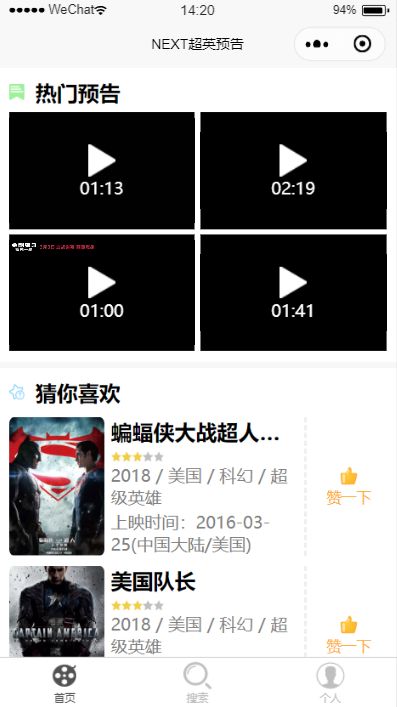 WeChat 14:20 94%
NEXT超英预告
热门预告
01:13 02:19
01:00 01:41
猜你喜欢
蝙蝠侠大战超人...
2018 / 美国 / 科幻 / 超
级英雄
赞一下
上映时间：2016-03-
25(中国大陆/美国)
美国队长
2018 / 美国 / 科幻 / 超
级英雄
赞一下
CAPTAIN AMERICA
首页 搜索 个人